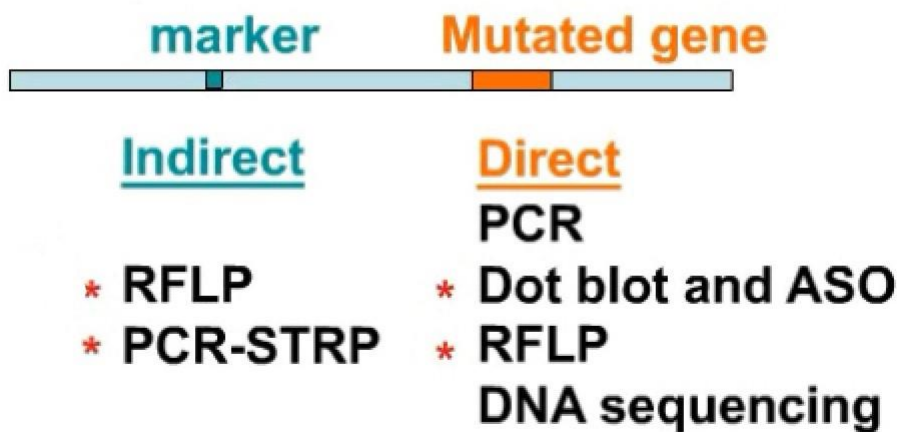 marker Mutated gene
Indirect Direct
PCR
* RFLP * Dot blot and ASO
* PCR-STRP * RFLP
DNA sequencing